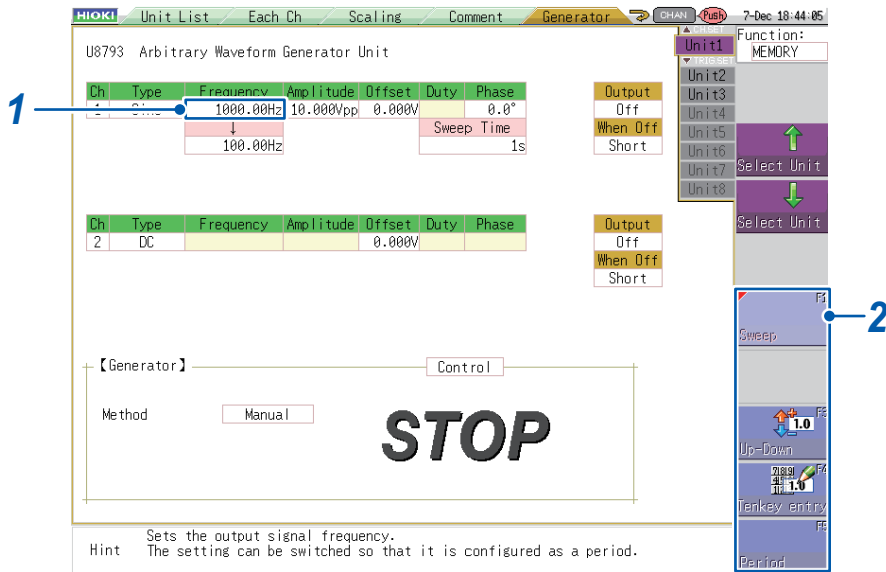 HIOKI Unit List Each Ch Scaling Comment Generator CHAN Push 7-Dec 18:44:05
U8793 Arbitrary Waveform Generator Unit
CH.SET
Unit1
TRIG.SET
Unit2
Unit3
Unit4
Unit5
Unit6
Unit7
Unit8
Function:
MEMORY
Select Unit
Select Unit
1
Ch Type Frequency Amplitude Offset Duty Phase
1 Sine 1000.00Hz 10.000Vpp 0.000V 0.0°
↓ Sweep Time
100.00Hz 1s
Output
Off
When Off
Short
Ch Type Frequency Amplitude Offset Duty Phase
2 DC 0.000V
Output
Off
When Off
Short
F1
Sweep
2
F3
1.0
Up-Down
F4
1.0
Tenkey entry
F5
Period
【Generator】 Control
Method Manual
STOP
Hint Sets the output signal frequency.
The setting can be switched so that it is configured as a period.